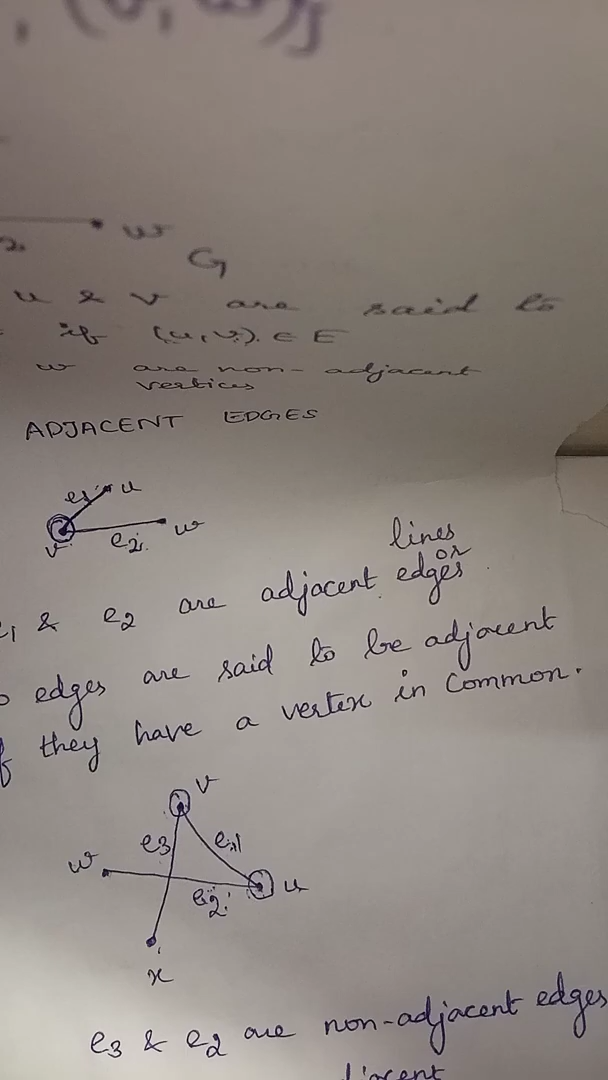 , (v, w)}
w
2
G
u & v are said to
if (u, v) ∈ E
w are non-adjacent
vertices
ADJACENT EDGES
e1 u
v e2 w
lines
or
e1 & e2 are adjacent edges
o edges are said to be adjacent
f they have a vertex in common.
v
e3 e1
w
e2 u
x
e3 & e2 are non-adjacent edges